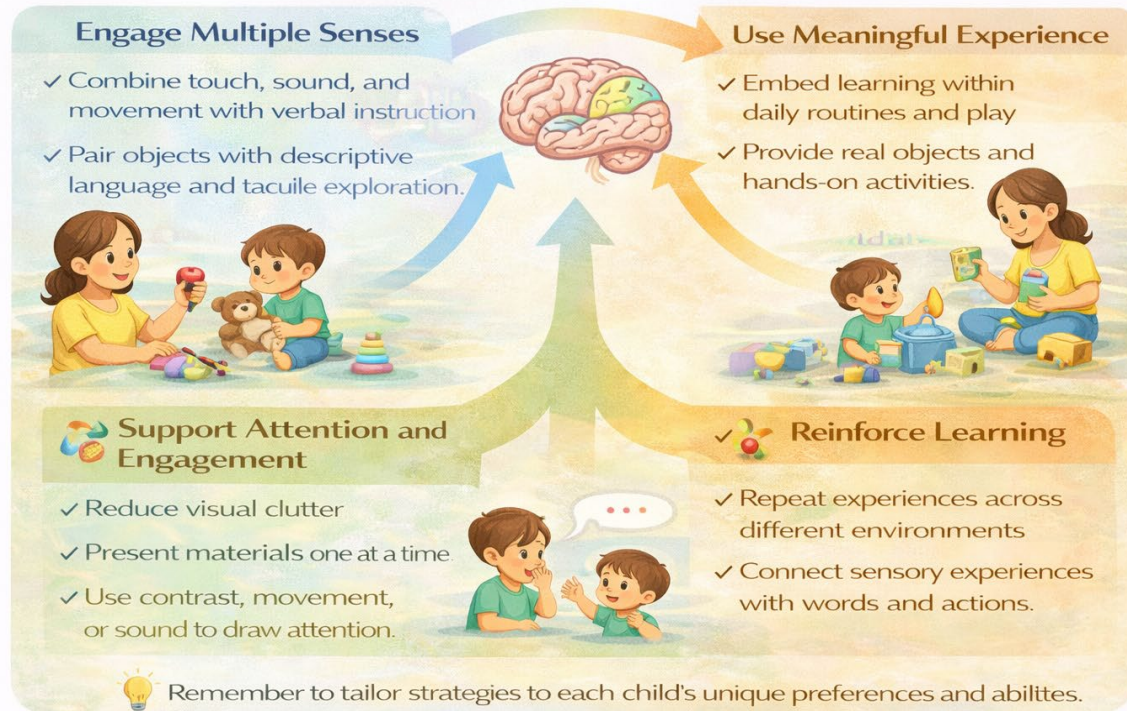 Engage Multiple Senses
✓ Combine touch, sound, and
movement with verbal instruction
✓ Pair objects with descriptive
language and tacuile exploration.
Use Meaningful Experience
✓ Embed learning within
daily routines and play
✓ Provide real objects and
hands-on activities.
Support Attention and
Engagement
✓ Reduce visual clutter
✓ Present materials one at a time
✓ Use contrast, movement,
or sound to draw attention.
✓ Reinforce Learning
✓ Repeat experiences across
different environments
✓ Connect sensory experiences
with words and actions.
Remember to tailor strategies to each child's unique preferences and abilites.